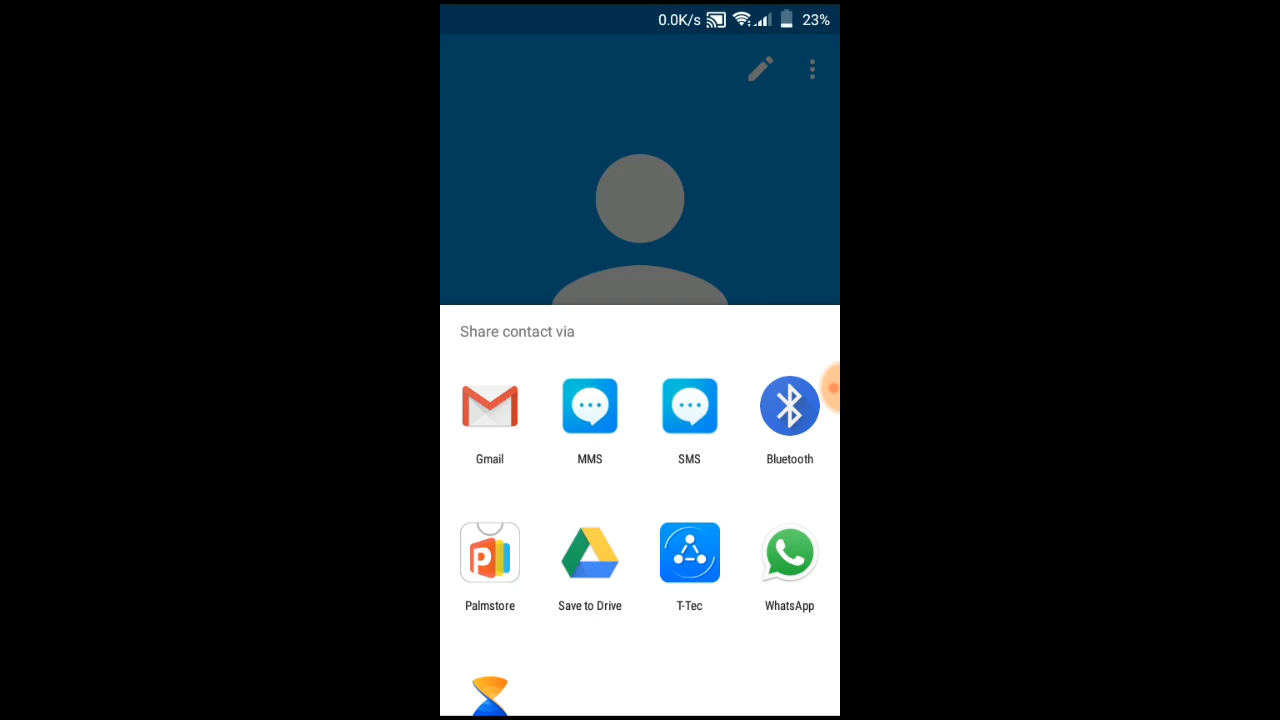 0.0K/s 23%
Share contact via
Gmail MMS SMS Bluetooth
P
Palmstore Save to Drive T-Tec WhatsApp